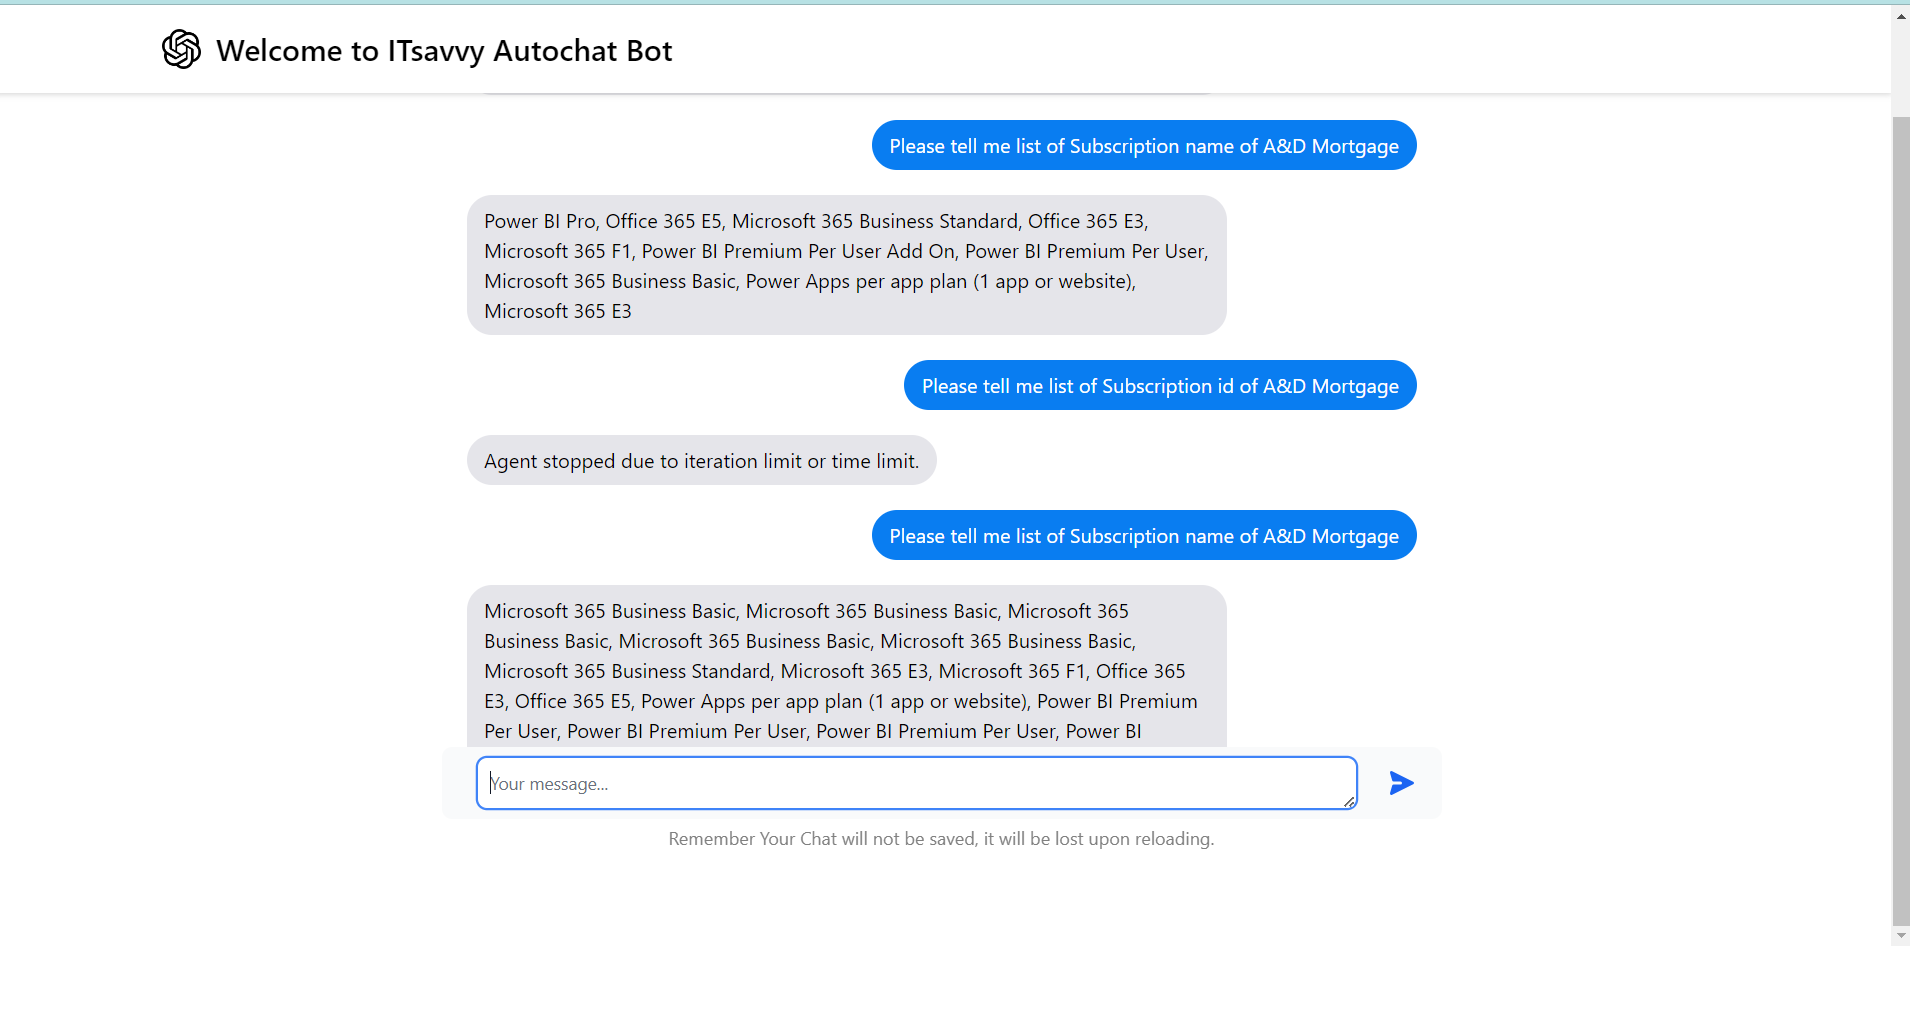 Welcome to ITsavvy Autochat Bot
Please tell me list of Subscription name of A&D Mortgage
Power BI Pro, Office 365 E5, Microsoft 365 Business Standard, Office 365 E3,
Microsoft 365 F1, Power BI Premium Per User Add On, Power BI Premium Per User,
Microsoft 365 Business Basic, Power Apps per app plan (1 app or website),
Microsoft 365 E3
Please tell me list of Subscription id of A&D Mortgage
Agent stopped due to iteration limit or time limit.
Please tell me list of Subscription name of A&D Mortgage
Microsoft 365 Business Basic, Microsoft 365 Business Basic, Microsoft 365
Business Basic, Microsoft 365 Business Basic, Microsoft 365 Business Basic,
Microsoft 365 Business Standard, Microsoft 365 E3, Microsoft 365 F1, Office 365
E3, Office 365 E5, Power Apps per app plan (1 app or website), Power BI Premium
Per User, Power BI Premium Per User, Power BI Premium Per User, Power BI
Your message...
Remember Your Chat will not be saved, it will be lost upon reloading.